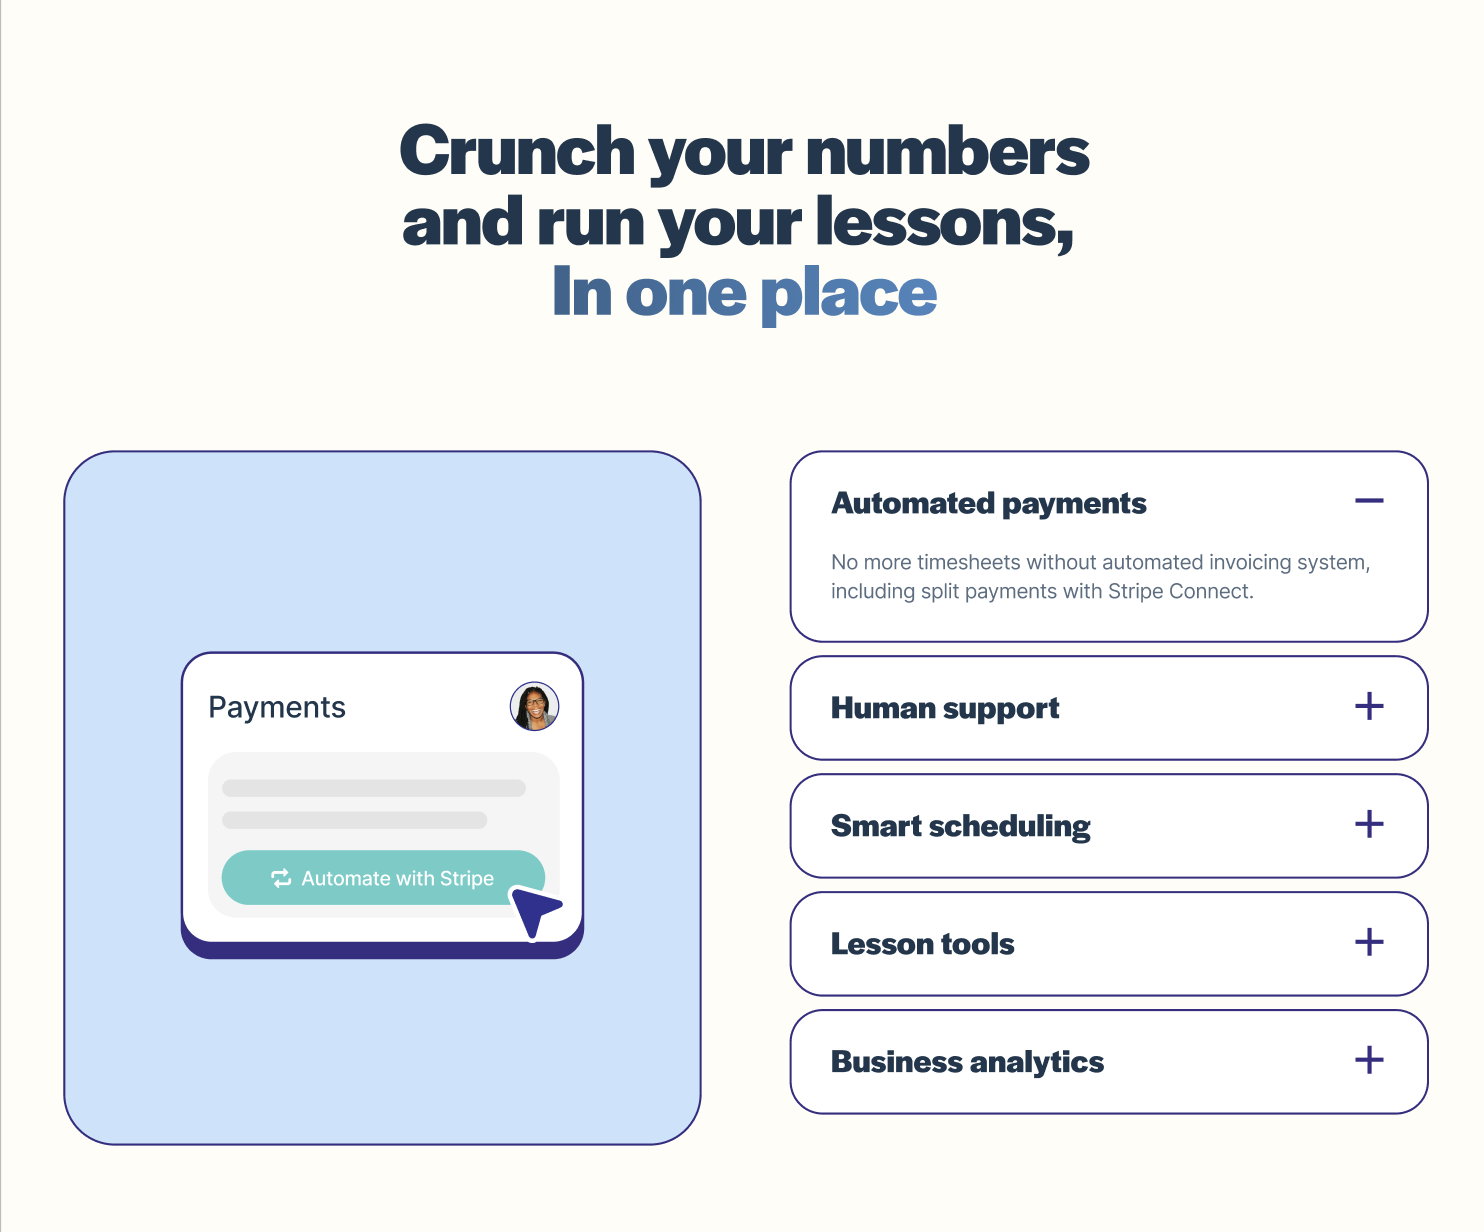 Crunch your numbers
and run your lessons,
In one place
Payments
Automate with Stripe
Automated payments
No more timesheets without automated invoicing system,
including split payments with Stripe Connect.
Human support
Smart scheduling
Lesson tools
Business analytics